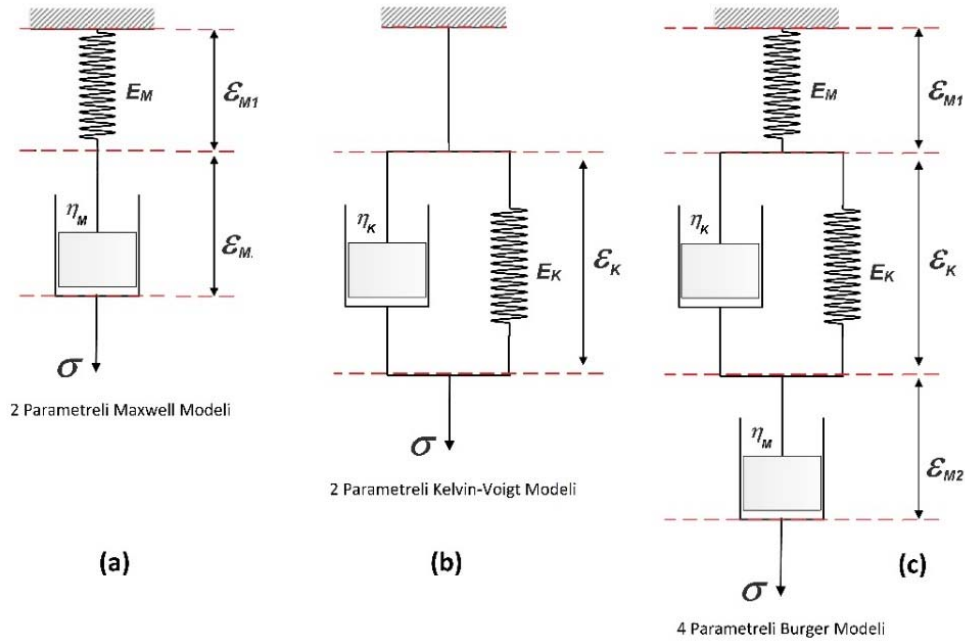 E_M
ε_M1
η_M
ε_M.
σ
2 Parametreli Maxwell Modeli
(a)
η_K
E_K
ε_K
σ
2 Parametreli Kelvin-Voigt Modeli
(b)
E_M
ε_M1
η_K
E_K
ε_K
η_M
ε_M2
σ
(c)
4 Parametreli Burger Modeli